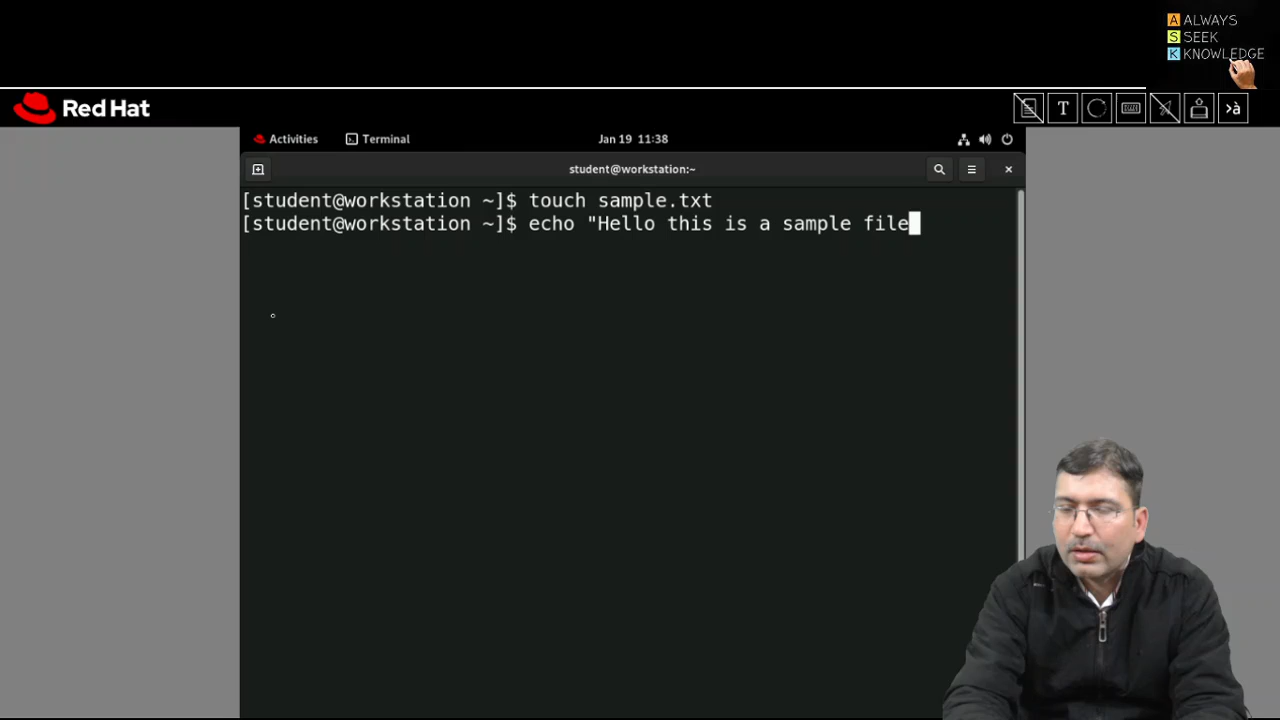 ALWAYS
SEEK
KNOWLEDGE
Red Hat
T
>à
Activities
Terminal
Jan 19 11:38
student@workstation:~
[student@workstation ~]$ touch sample.txt
[student@workstation ~]$ echo "Hello this is a sample file